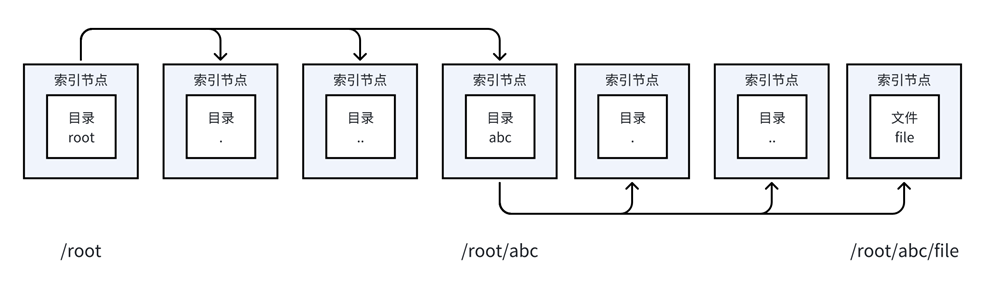 索引节点
目录
root
索引节点
目录
.
索引节点
目录
..
索引节点
目录
abc
索引节点
目录
.
索引节点
目录
..
索引节点
文件
file
/root
/root/abc
/root/abc/file